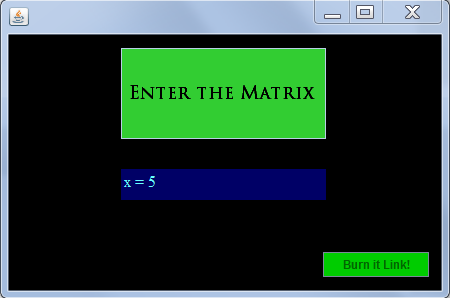 Enter the Matrix
x = 5
Burn it Link!